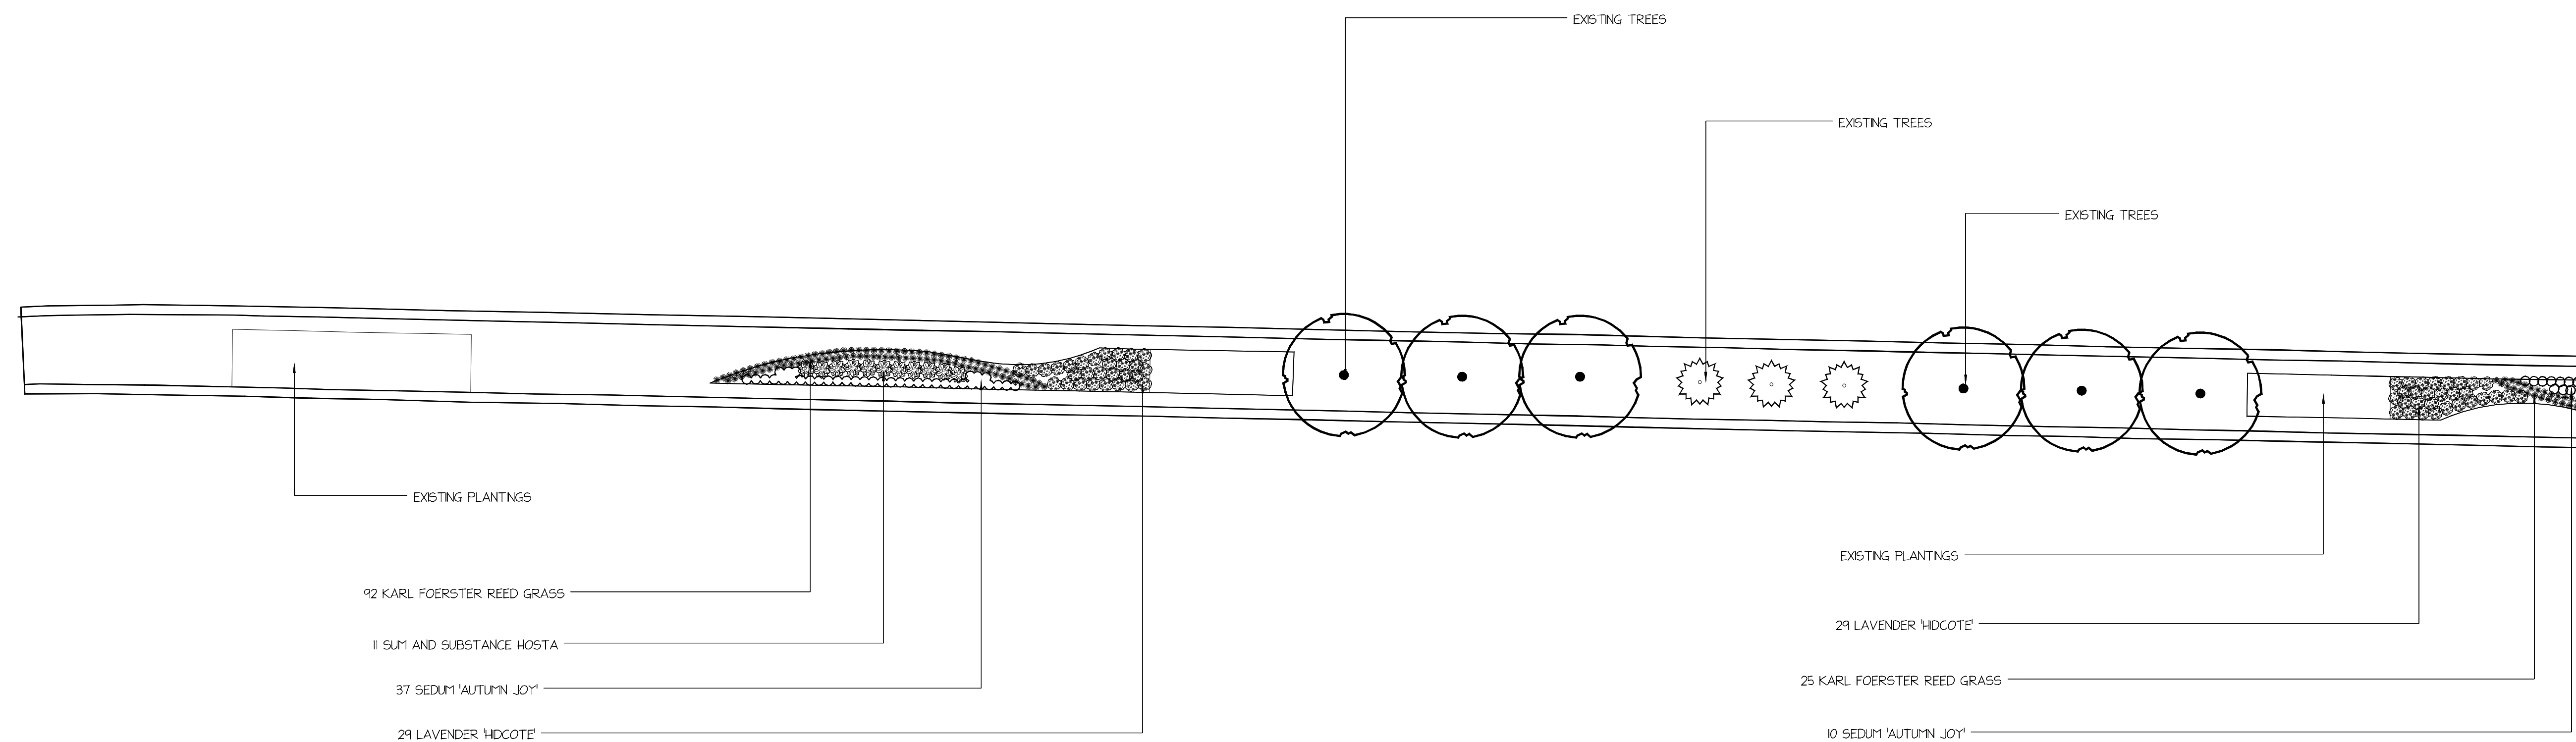 EXISTING TREES
EXISTING TREES
EXISTING TREES
EXISTING PLANTINGS
92 KARL FOERSTER REED GRASS
11 SUM AND SUBSTANCE HOSTA
37 SEDUM 'AUTUMN JOY'
29 LAVENDER 'HIDCOTE'
EXISTING PLANTINGS
29 LAVENDER 'HIDCOTE'
25 KARL FOERSTER REED GRASS
10 SEDUM 'AUTUMN JOY'